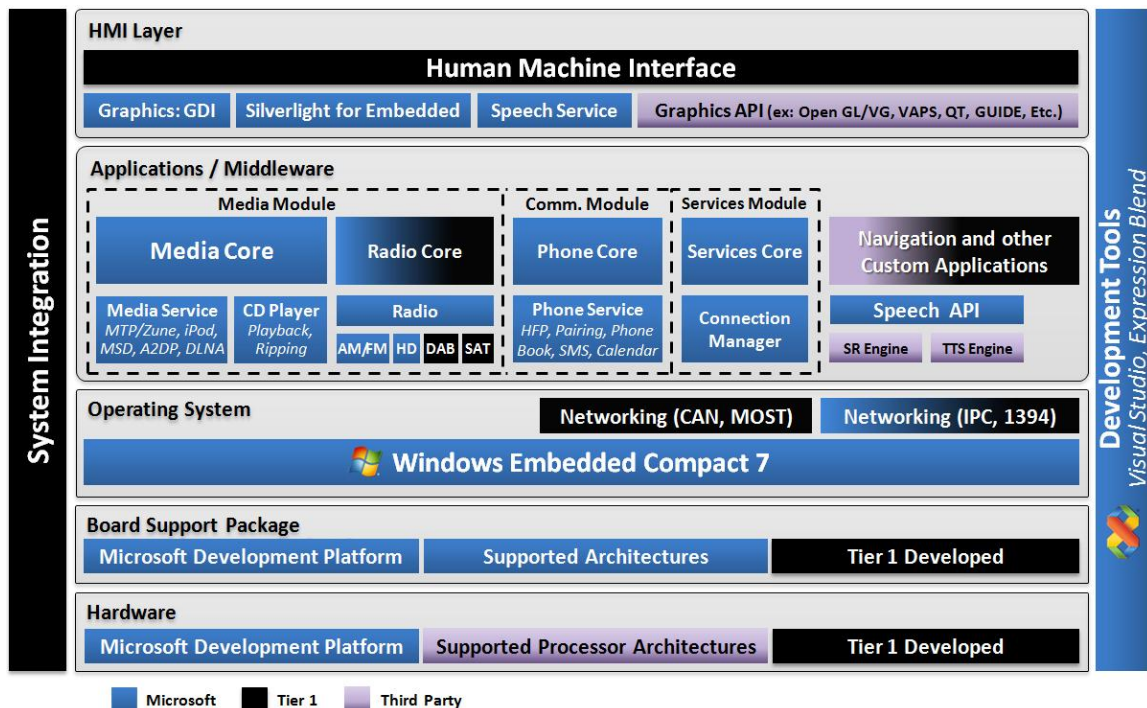 HMI Layer
Human Machine Interface
Graphics: GDI
Silverlight for Embedded
Speech Service
Graphics API (ex: Open GL/VG, VAPS, QT, GUIDE, Etc.)
Applications / Middleware
Media Module
Media Core
Radio Core
Media Service
MTP/Zune, iPod,
MSD, A2DP, DLNA
CD Player
Playback,
Ripping
Radio
AM/FM
HD
DAB
SAT
Comm. Module
Phone Core
Phone Service
HFP, Pairing, Phone
Book, SMS, Calendar
Services Module
Services Core
Connection
Manager
Navigation and other
Custom Applications
Speech API
SR Engine
TTS Engine
Operating System
Networking (CAN, MOST)
Networking (IPC, 1394)
Windows Embedded Compact 7
Board Support Package
Microsoft Development Platform
Supported Architectures
Tier 1 Developed
Hardware
Microsoft Development Platform
Supported Processor Architectures
Tier 1 Developed
System Integration
Development Tools
Visual Studio, Expression Blend
Microsoft
Tier 1
Third Party